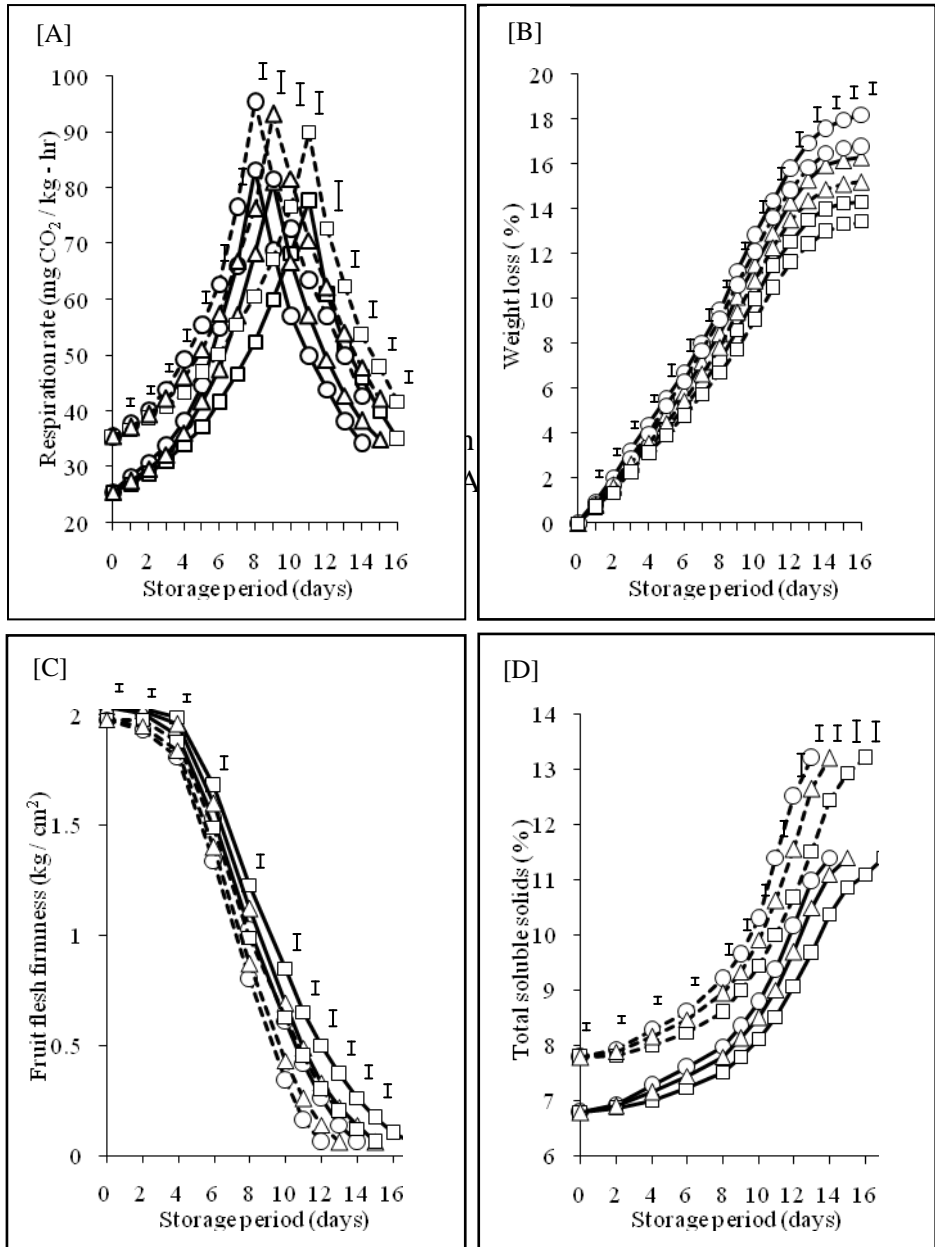 [A]
Respiration rate (mg CO2 / kg - hr)
100
90
80
70
60
50
40
30
20
0 2 4 6 8 10 12 14 16
Storage period (days)
n
A
[B]
Weight loss (%)
20
18
16
14
12
10
8
6
4
2
0
0 2 4 6 8 10 12 14 16
Storage period (days)
[C]
Fruit flesh firmness (kg / cm²)
2
1.5
1
0.5
0
0 2 4 6 8 10 12 14 16
Storage period (days)
[D]
Total soluble solids (%)
14
13
12
11
10
9
8
7
6
0 2 4 6 8 10 12 14 16
Storage period (days)